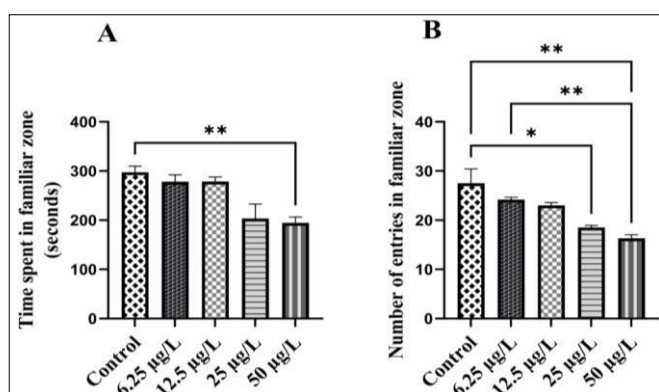 A
Time spent in familiar zone
(seconds)
400
300
200
100
0
**
Control
6.25 µg/L
12.5 µg/L
25 µg/L
50 µg/L
B
Number of entries in familiar zone
40
30
20
10
0
**
**
*
Control
6.25 µg/L
12.5 µg/L
25 µg/L
50 µg/L